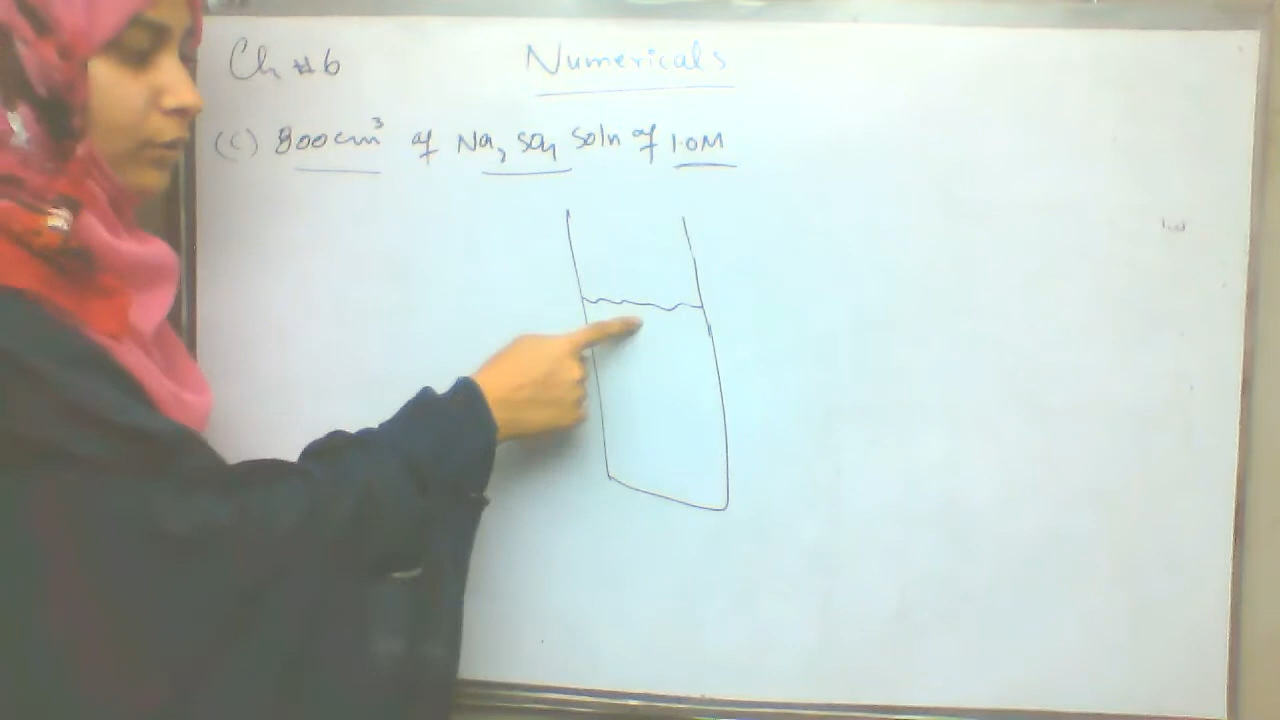 Ch #6
Numericals
(c) 800cm³ of Na₂SO₄ Soln of 1.0M